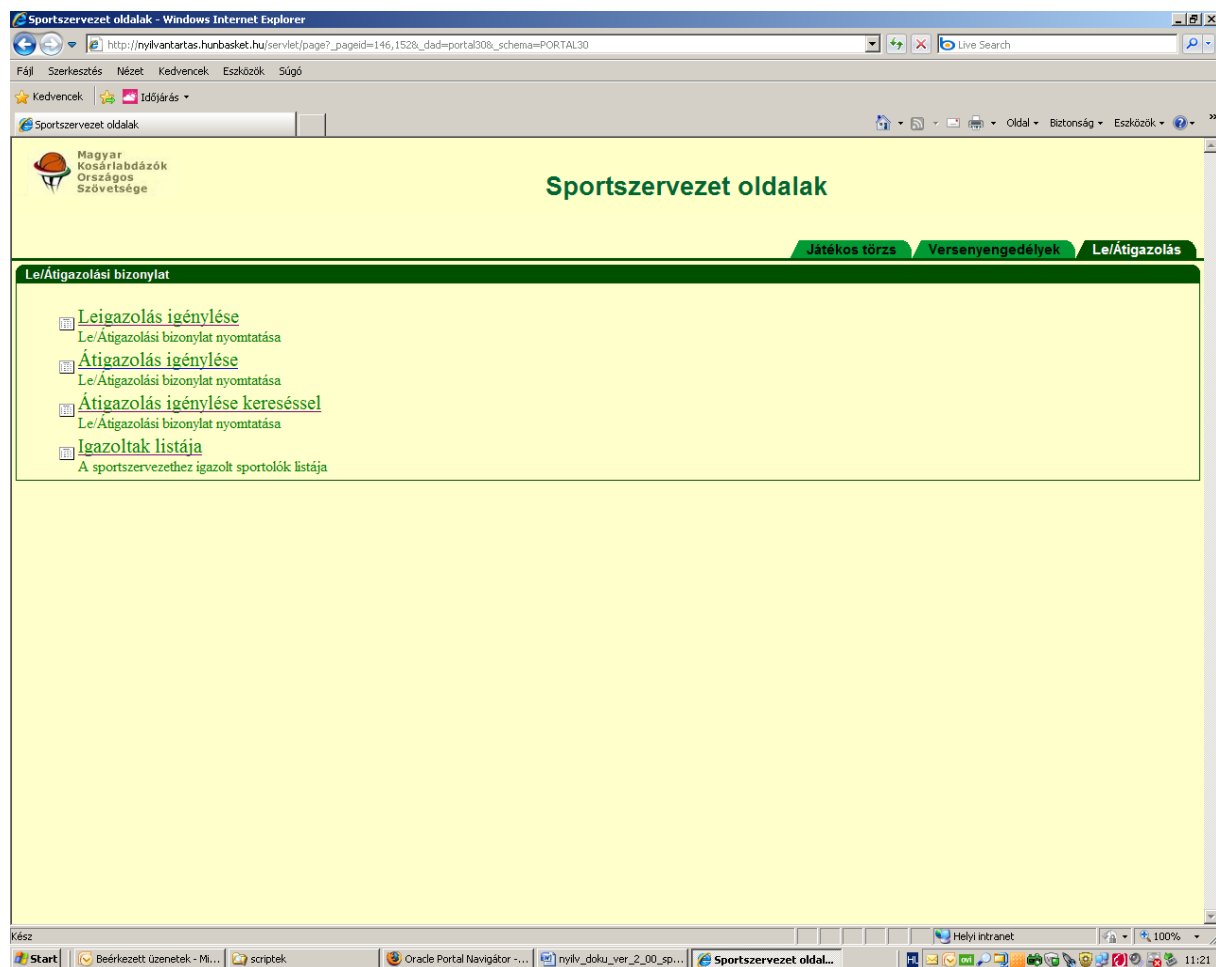 Sportszervezet oldalak - Windows Internet Explorer
http://nyilvantartas.hunbasket.hu/servlet/page?_pageid=146,152&_dad=portal30&_schema=PORTAL30
Live Search
Fájl Szerkesztés Nézet Kedvencek Eszközök Súgó
Kedvencek Időjárás
Sportszervezet oldalak
Oldal Biztonság Eszközök
Magyar
Kosárlabdázók
Országos
Szövetsége
Sportszervezet oldalak
Játékos törzs Versenyengedélyek Le/Átigazolás
Le/Átigazolási bizonylat
Leigazolás igénylése
Le/Átigazolási bizonylat nyomtatása
Átigazolás igénylése
Le/Átigazolási bizonylat nyomtatása
Átigazolás igénylése kereséssel
Le/Átigazolási bizonylat nyomtatása
Igazoltak listája
A sportszervezethez igazolt sportolók listája
Kész
Helyi intranet
100%
Start Beérkezett üzenetek - Mi... scriptek Oracle Portal Navigátor -... nyilv_doku_ver_2_00_sp... Sportszervezet oldal... HL ovi 11:21